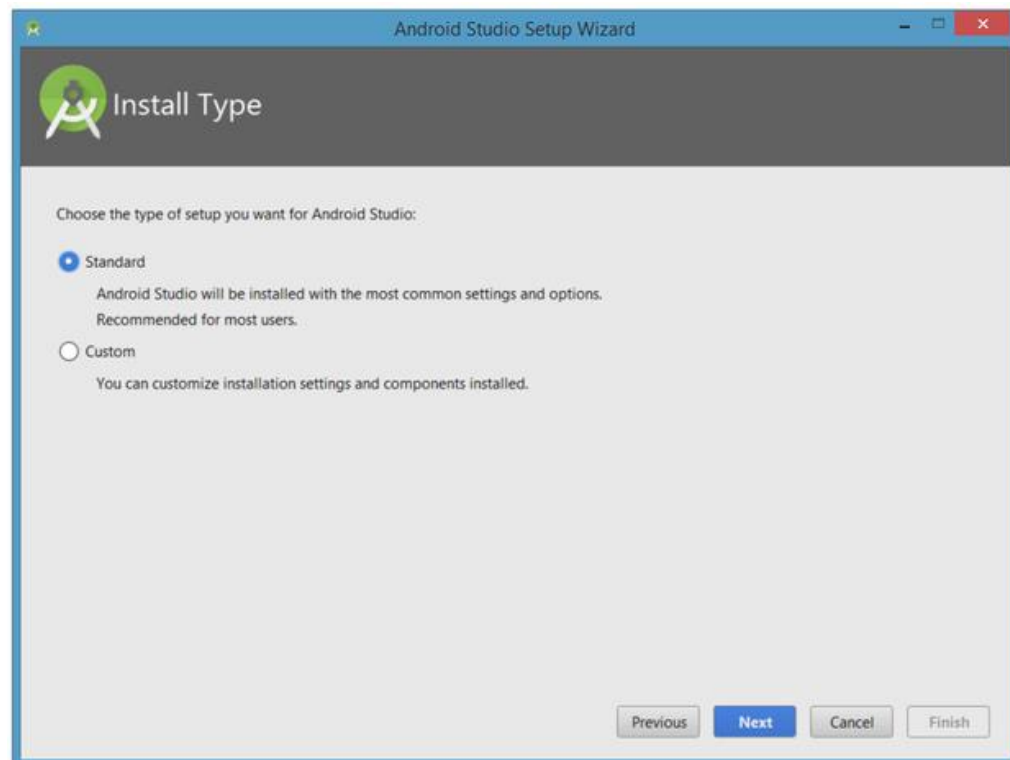 Android Studio Setup Wizard
Install Type
Choose the type of setup you want for Android Studio:
Standard
Android Studio will be installed with the most common settings and options.
Recommended for most users.
Custom
You can customize installation settings and components installed.
Previous Next Cancel Finish